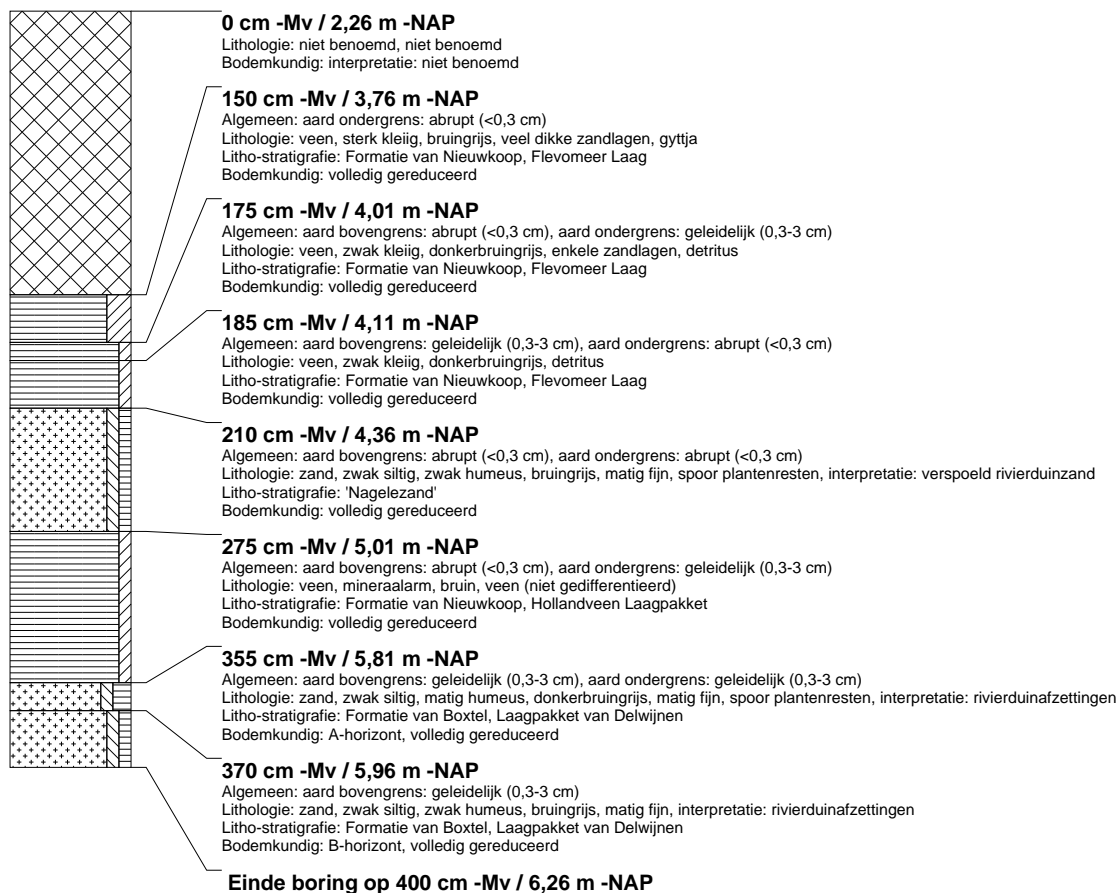 0 cm -Mv / 2,26 m -NAP
Lithologie: niet benoemd, niet benoemd
Bodemkundig: interpretatie: niet benoemd
150 cm -Mv / 3,76 m -NAP
Algemeen: aard ondergrens: abrupt (<0,3 cm)
Lithologie: veen, sterk kleiig, bruingrijs, veel dikke zandlagen, gyttja
Litho-stratigrafie: Formatie van Nieuwkoop, Flevomeer Laag
Bodemkundig: volledig gereduceerd
175 cm -Mv / 4,01 m -NAP
Algemeen: aard bovengrens: abrupt (<0,3 cm), aard ondergrens: geleidelijk (0,3-3 cm)
Lithologie: veen, zwak kleiig, donkerbruingrijs, enkele zandlagen, detritus
Litho-stratigrafie: Formatie van Nieuwkoop, Flevomeer Laag
Bodemkundig: volledig gereduceerd
185 cm -Mv / 4,11 m -NAP
Algemeen: aard bovengrens: geleidelijk (0,3-3 cm), aard ondergrens: abrupt (<0,3 cm)
Lithologie: veen, zwak kleiig, donkerbruingrijs, detritus
Litho-stratigrafie: Formatie van Nieuwkoop, Flevomeer Laag
Bodemkundig: volledig gereduceerd
210 cm -Mv / 4,36 m -NAP
Algemeen: aard bovengrens: abrupt (<0,3 cm), aard ondergrens: abrupt (<0,3 cm)
Lithologie: zand, zwak siltig, zwak humeus, bruingrijs, matig fijn, spoor plantenresten, interpretatie: verspoeld rivierduinzand
Litho-stratigrafie: 'Nagelezand'
Bodemkundig: volledig gereduceerd
275 cm -Mv / 5,01 m -NAP
Algemeen: aard bovengrens: abrupt (<0,3 cm), aard ondergrens: geleidelijk (0,3-3 cm)
Lithologie: veen, mineraalarm, bruin, veen (niet gedifferentieerd)
Litho-stratigrafie: Formatie van Nieuwkoop, Hollandveen Laagpakket
Bodemkundig: volledig gereduceerd
355 cm -Mv / 5,81 m -NAP
Algemeen: aard bovengrens: geleidelijk (0,3-3 cm), aard ondergrens: geleidelijk (0,3-3 cm)
Lithologie: zand, zwak siltig, matig humeus, donkerbruingrijs, matig fijn, spoor plantenresten, interpretatie: rivierduinafzettingen
Litho-stratigrafie: Formatie van Boxtel, Laagpakket van Delwijnen
Bodemkundig: A-horizont, volledig gereduceerd
370 cm -Mv / 5,96 m -NAP
Algemeen: aard bovengrens: geleidelijk (0,3-3 cm)
Lithologie: zand, zwak siltig, zwak humeus, bruingrijs, matig fijn, interpretatie: rivierduinafzettingen
Litho-stratigrafie: Formatie van Boxtel, Laagpakket van Delwijnen
Bodemkundig: B-horizont, volledig gereduceerd
Einde boring op 400 cm -Mv / 6,26 m -NAP